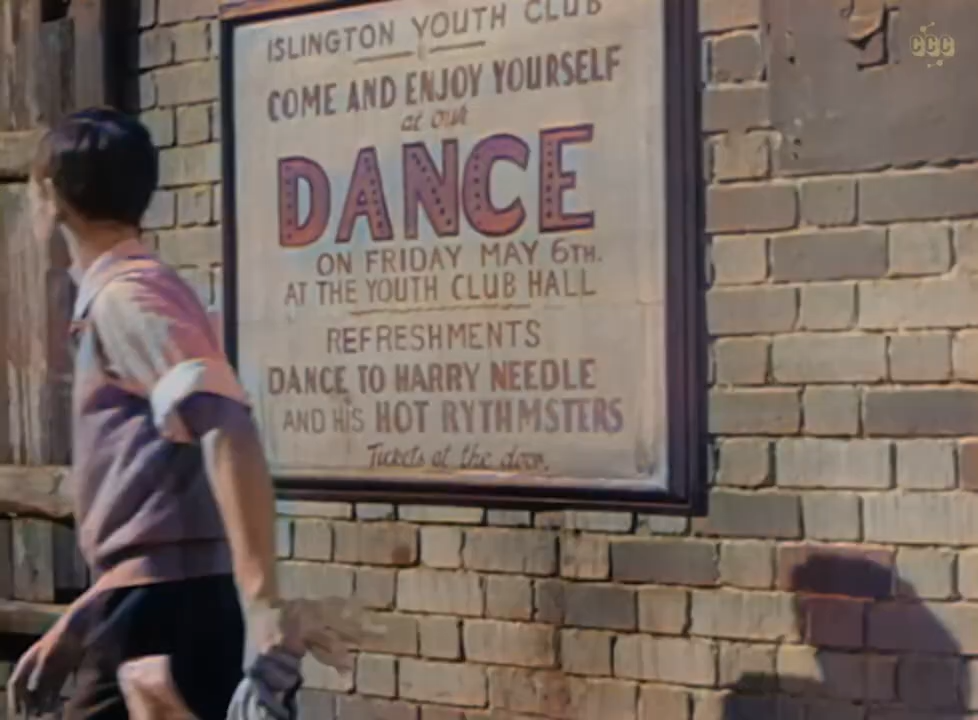 ISLINGTON YOUTH CLUB
COME AND ENJOY YOURSELF
at our
DANCE
ON FRIDAY MAY 6TH.
AT THE YOUTH CLUB HALL
REFRESHMENTS
DANCE TO HARRY NEEDLE
AND HIS HOT RYTHMSTERS
Tickets at the door.
CCC